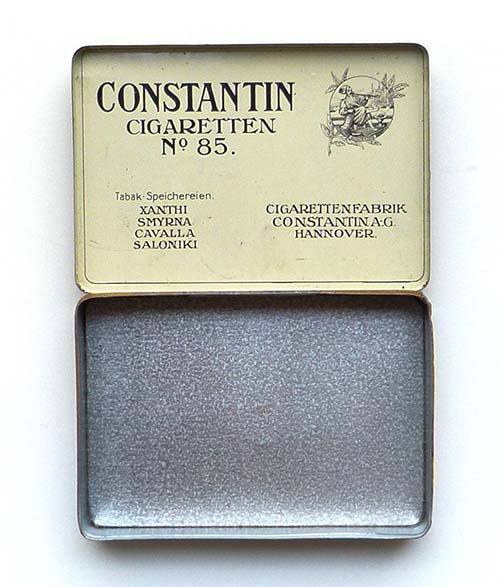 CONSTANTIN
CIGARETTEN
No 85.
Tabak-Speichereien.
XANTHI
SMYRNA
CAVALLA
SALONIKI
CIGARETTENFABRIK
CONSTANTIN A.-G.
HANNOVER.